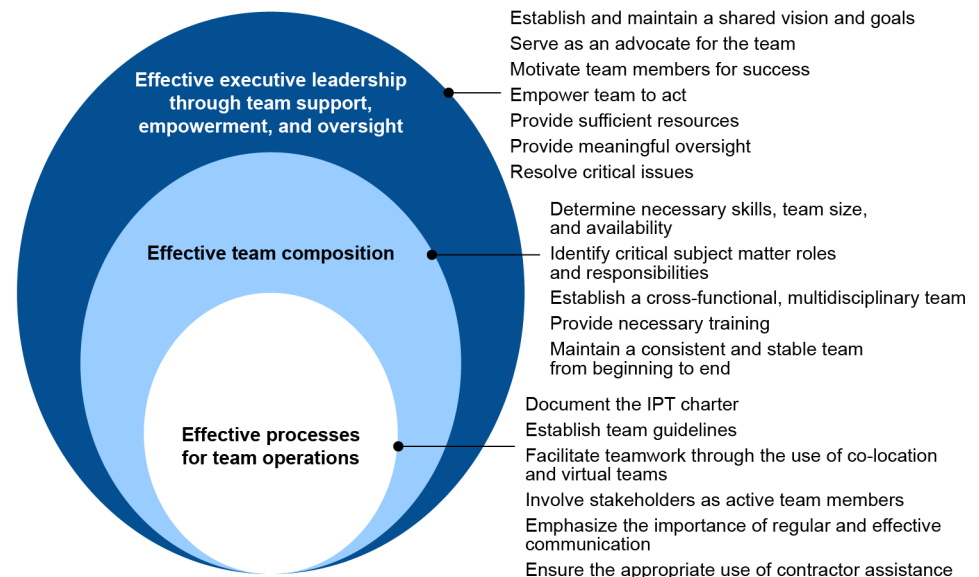 Effective executive leadership
through team support,
empowerment, and oversight
Establish and maintain a shared vision and goals
Serve as an advocate for the team
Motivate team members for success
Empower team to act
Provide sufficient resources
Provide meaningful oversight
Resolve critical issues
Effective team composition
Determine necessary skills, team size,
and availability
Identify critical subject matter roles
and responsibilities
Establish a cross-functional, multidisciplinary team
Provide necessary training
Maintain a consistent and stable team
from beginning to end
Effective processes
for team operations
Document the IPT charter
Establish team guidelines
Facilitate teamwork through the use of co-location
and virtual teams
Involve stakeholders as active team members
Emphasize the importance of regular and effective
communication
Ensure the appropriate use of contractor assistance